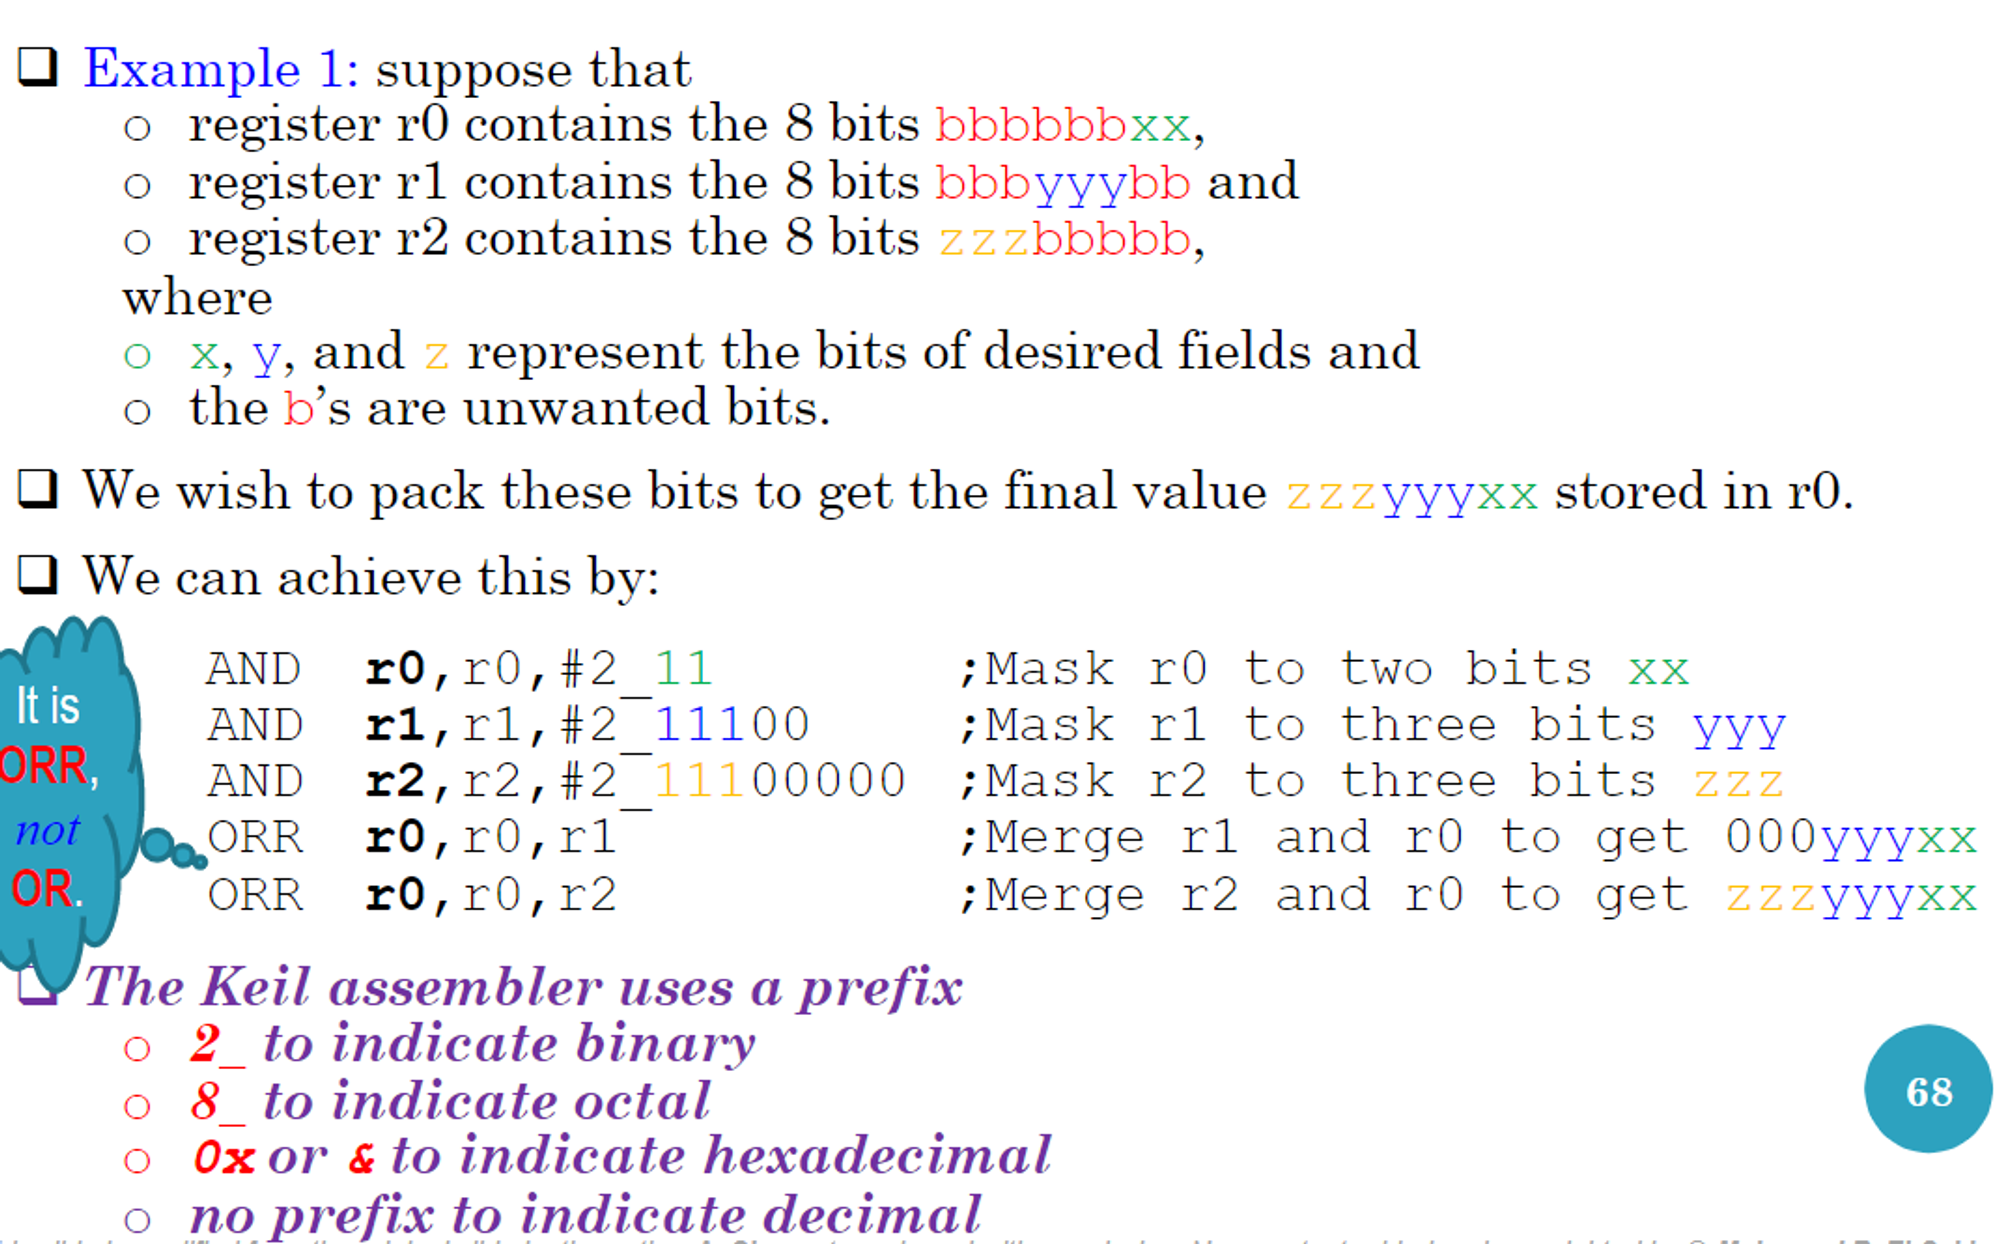 Example 1: suppose that
register r0 contains the 8 bits bbbbbbxx,
register r1 contains the 8 bits bbbyyybb and
register r2 contains the 8 bits zzzbbbbb,
where
x, y, and z represent the bits of desired fields and
the b's are unwanted bits.
We wish to pack these bits to get the final value zzzyyyxx stored in r0.
We can achieve this by:
AND r0,r0,#2_11 ;Mask r0 to two bits xx
AND r1,r1,#2_11100 ;Mask r1 to three bits yyy
AND r2,r2,#2_11100000 ;Mask r2 to three bits zzz
ORR r0,r0,r1 ;Merge r1 and r0 to get 000yyyxx
ORR r0,r0,r2 ;Merge r2 and r0 to get zzzyyyxx
It is
ORR,
not
OR.
The Keil assembler uses a prefix
2_ to indicate binary
8_ to indicate octal
0x or & to indicate hexadecimal
no prefix to indicate decimal
68